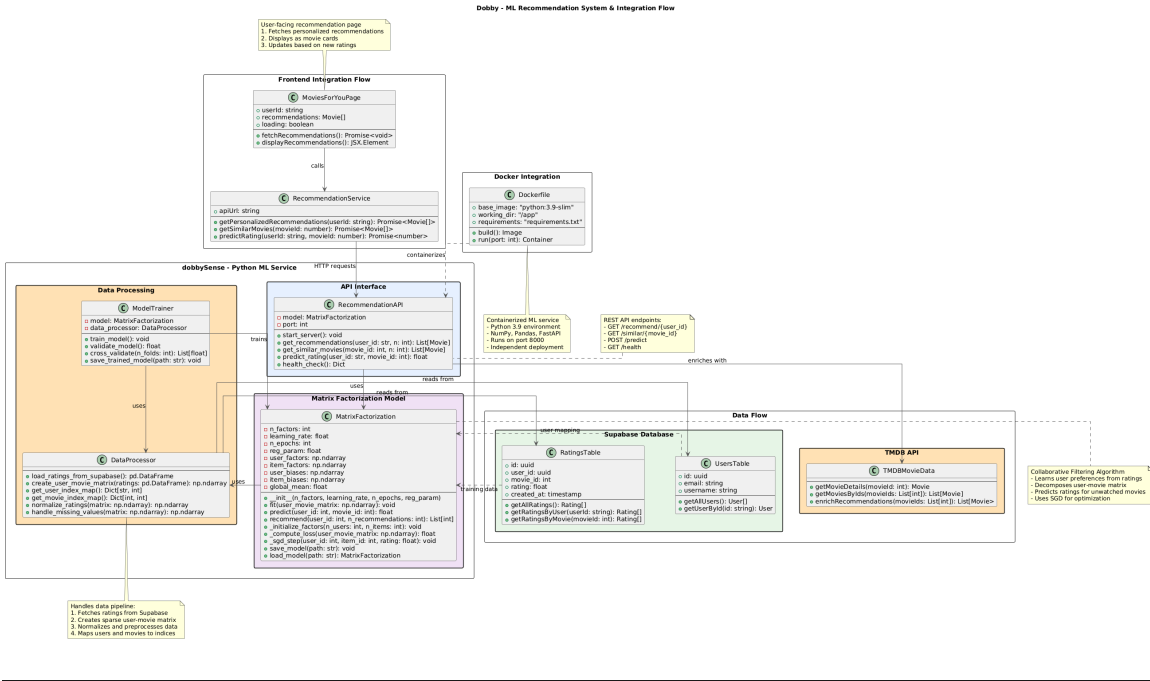 Dobby - ML Recommendation System & Integration Flow
User-facing recommendation page
1. Fetches personalized recommendations
2. Displays as movie cards
3. Updates based on new ratings
Frontend Integration Flow
C MoviesForYouPage
userId: string
recommendations: Movie[]
loading: boolean
fetchRecommendations(): Promise<void>
displayRecommendations(): JSX.Element
calls
C RecommendationService
apiUrl: string
getPersonalizedRecommendations(userId: string): Promise<Movie[]>
getSimilarMovies(movieId: number): Promise<Movie[]>
predictRating(userId: string, movieId: number): Promise<number>
Docker Integration
C Dockerfile
base_image: "python:3.9-slim"
working_dir: "/app"
requirements: "requirements.txt"
build(): Image
run(port: int): Container
containerizes
HTTP requests
dobbySense - Python ML Service
Data Processing
C ModelTrainer
model: MatrixFactorization
data_processor: DataProcessor
train_model(): void
validate_model(): float
cross_validate(n_folds: int): List[float]
save_trained_model(path: str): void
trains
API Interface
C RecommendationAPI
model: MatrixFactorization
port: int
start_server(): void
get_recommendations(user_id: str, n: int): List[Movie]
get_similar_movies(movie_id: int, n: int): List[Movie]
predict_rating(user_id: str, movie_id: int): float
health_check(): Dict
Containerized ML service
- Python 3.9 environment
- NumPy, Pandas, FastAPI
- Runs on port 8000
- Independent deployment
REST API endpoints:
- GET /recommend/{user_id}
- GET /similar/{movie_id}
- POST /predict
- GET /health
enriches with
reads from
uses
reads from
uses
C DataProcessor
load_ratings_from_supabase(): pd.DataFrame
create_user_movie_matrix(ratings: pd.DataFrame): np.ndarray
get_user_index_map(): Dict[str, int]
get_movie_index_map(): Dict[int, int]
normalize_ratings(matrix: np.ndarray): np.ndarray
handle_missing_values(matrix: np.ndarray): np.ndarray
uses
Matrix Factorization Model
C MatrixFactorization
n_factors: int
learning_rate: float
n_epochs: int
reg_param: float
user_factors: np.ndarray
item_factors: np.ndarray
user_biases: np.ndarray
item_biases: np.ndarray
global_mean: float
__init__(n_factors, learning_rate, n_epochs, reg_param)
fit(user_movie_matrix: np.ndarray): void
predict(user_id: int, movie_id: int): float
recommend(user_id: int, n_recommendations: int): List[int]
_initialize_factors(n_users: int, n_items: int): void
_compute_loss(user_movie_matrix: np.ndarray): float
_sgd_step(user_id: int, item_id: int, rating: float): void
save_model(path: str): void
load_model(path: str): MatrixFactorization
Data Flow
user mapping
training data
Supabase Database
C RatingsTable
id: uuid
user_id: uuid
movie_id: int
rating: float
created_at: timestamp
getAllRatings(): Rating[]
getRatingsByUser(userId: string): Rating[]
getRatingsByMovie(movieId: int): Rating[]
C UsersTable
id: uuid
email: string
username: string
getAllUsers(): User[]
getUserById(id: string): User
TMDB API
C TMDBMovieData
getMovieDetails(movieId: int): Movie
getMoviesByIds(movieIds: List[int]): List[Movie]
enrichRecommendations(movieIds: List[int]): List[Movie]
Collaborative Filtering Algorithm
- Learns user preferences from ratings
- Decomposes user-movie matrix
- Predicts ratings for unwatched movies
- Uses SGD for optimization
Handles data pipeline:
1. Fetches ratings from Supabase
2. Creates sparse user-movie matrix
3. Normalizes and preprocesses data
4. Maps users and movies to indices